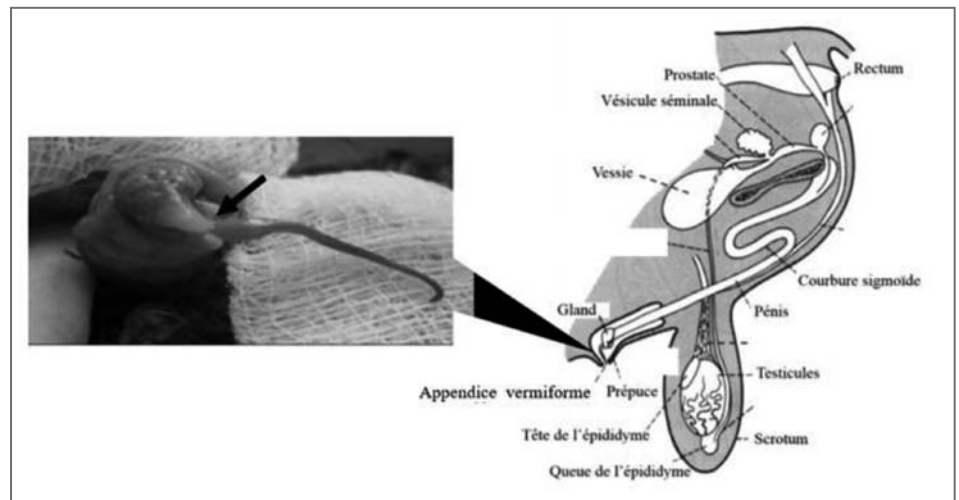 Prostate
Rectum
Vésicule séminale
Vessie
Courbure sigmoïde
Gland
Pénis
Appendice vermiforme
Prépuce
Testicules
Tête de l'épididyme
Scrotum
Queue de l'épididyme